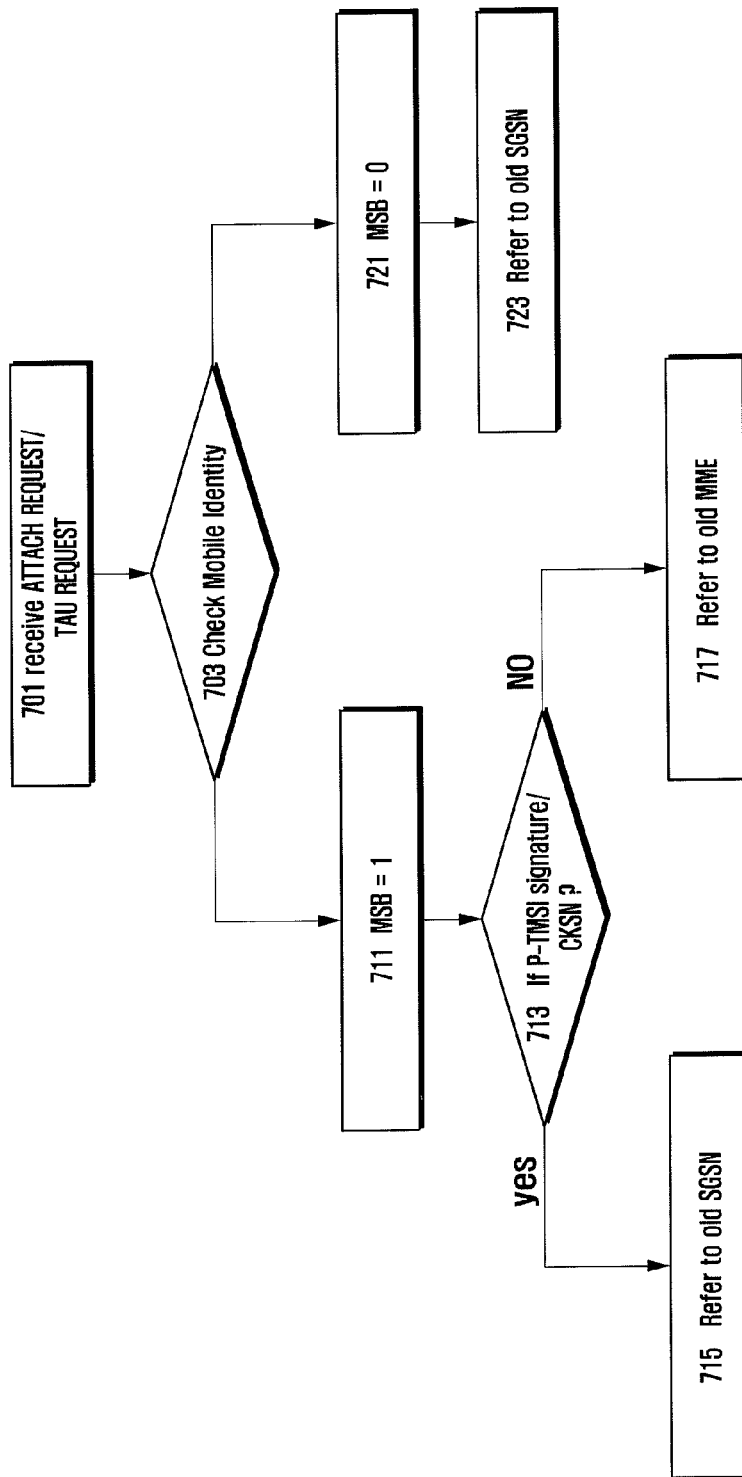 701 receive ATTACH REQUEST/
TAU REQUEST
703 Check Mobile Identity
711 MSB = 1
721 MSB = 0
713 If P-TMSI signature/
CKSN ?
723 Refer to old SGSN
yes
NO
715 Refer to old SGSN
717 Refer to old MME